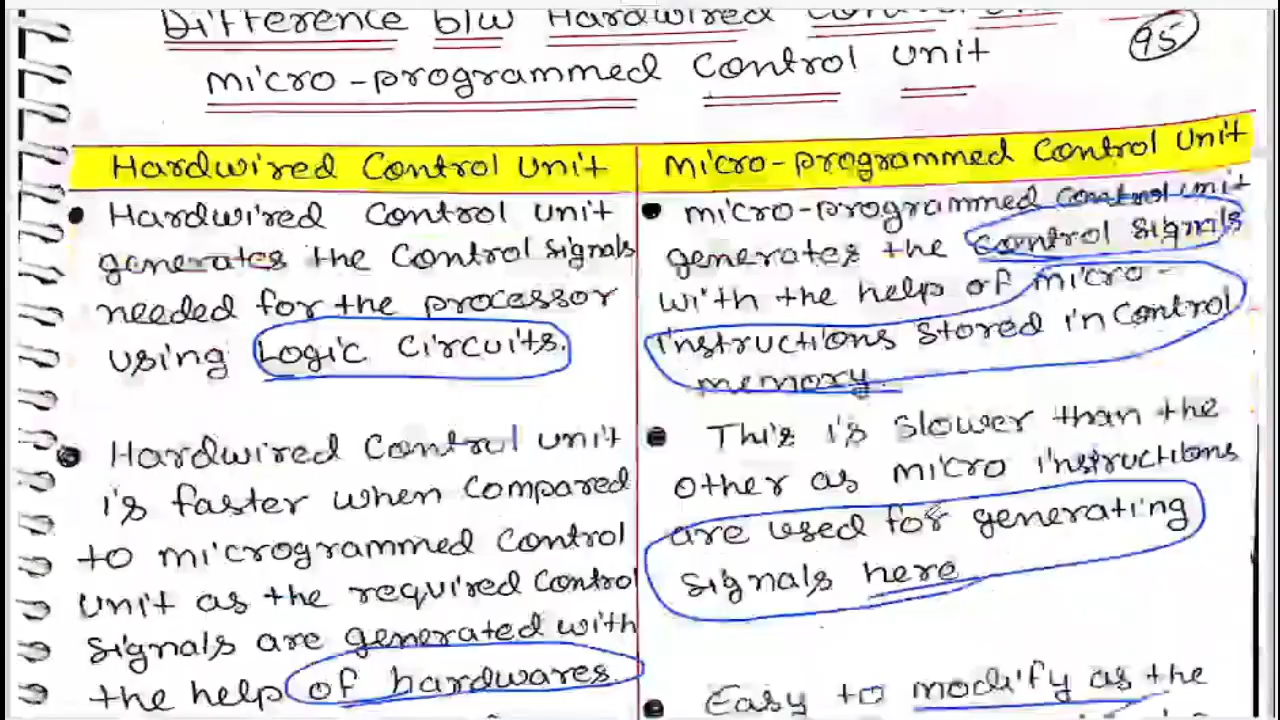 Difference b/w Hardwired Control
micro-programmed Control Unit
95
Hardwired Control Unit
Hardwired Control Unit
generates the Control Signals
needed for the processor
using Logic Circuits.
Hardwired Control Unit
is faster when compared
to microgrammed control
Unit as the required Control
signals are generated with
the help of hardwares
Micro-programmed Control Unit
micro-programmed control unit
generates the control signals
with the help of micro-
instructions stored in Control
memory.
This is slower than the
other as micro instructions
are used for generating
signals here
Easy to modify as the